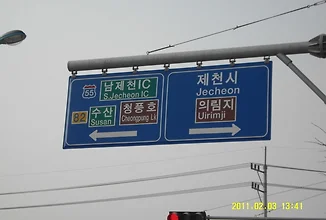 55
남제천IC
S.Jecheon IC
82
수산
Susan
청풍호
Cheongpung Lk
제천시
Jecheon
의림지
Uirimji
2011.02.03 13:41